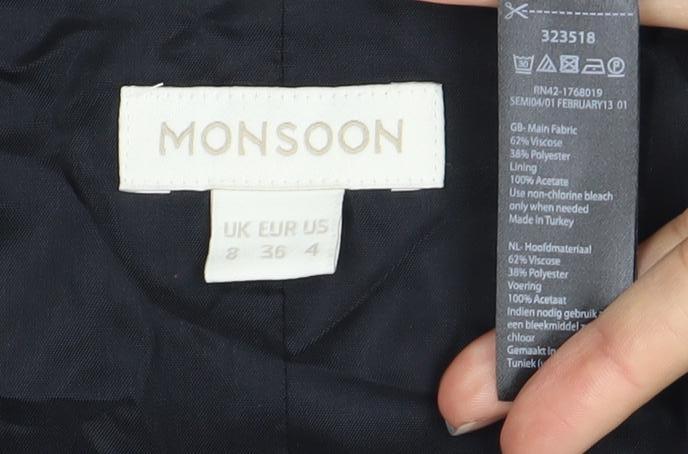 MONSOON
UK EUR US
8 36 4
323518
30
P
RN42-1768019
SEMI04/01 FEBRUARY13 01
GB- Main Fabric
62% Viscose
38% Polyester
Lining
100% Acetate
Use non-chlorine bleach
only when needed
Made in Turkey
NL- Hoofdmateriaal
62% Viscose
38% Polyester
Voering
100% Acetaat
Indien nodig gebruik
een bleekmiddel
chloor
Gemaakt in